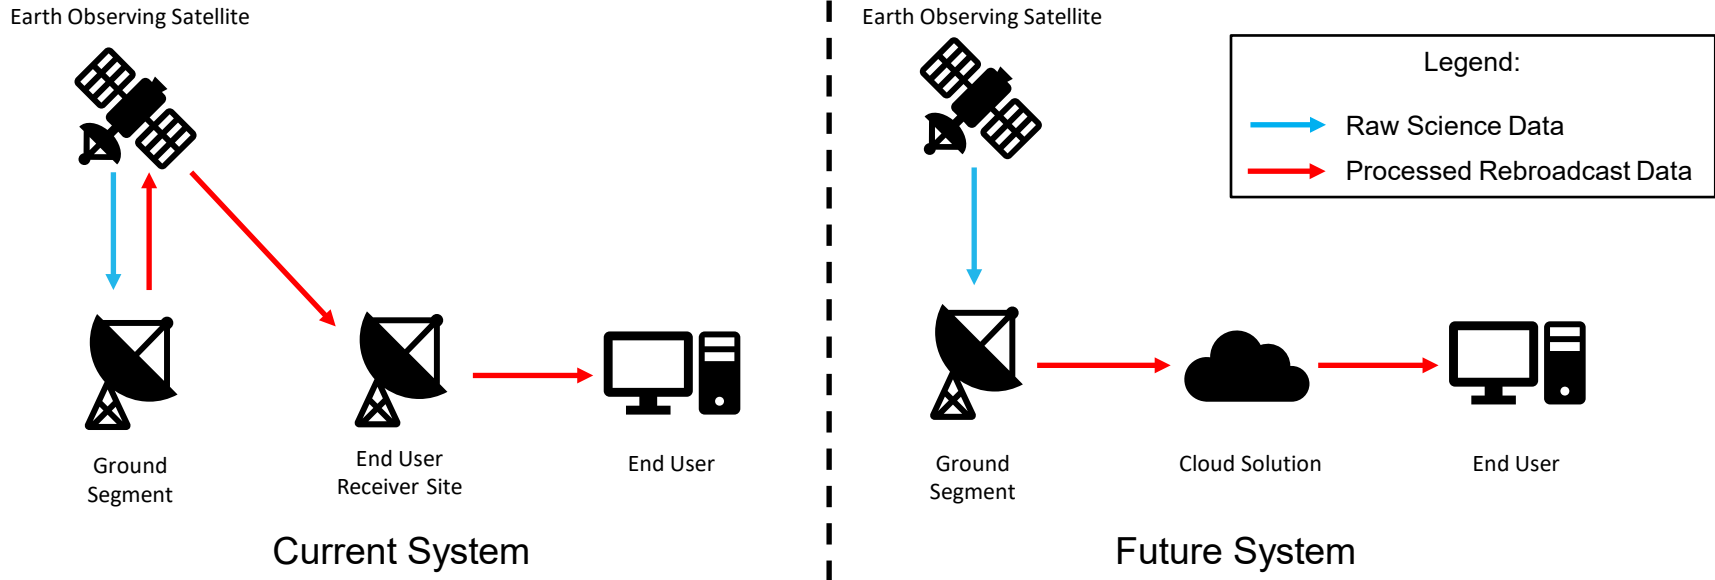 Earth Observing Satellite
Ground
Segment
End User
Receiver Site
End User
Current System
Earth Observing Satellite
Legend:
Raw Science Data
Processed Rebroadcast Data
Ground
Segment
Cloud Solution
End User
Future System